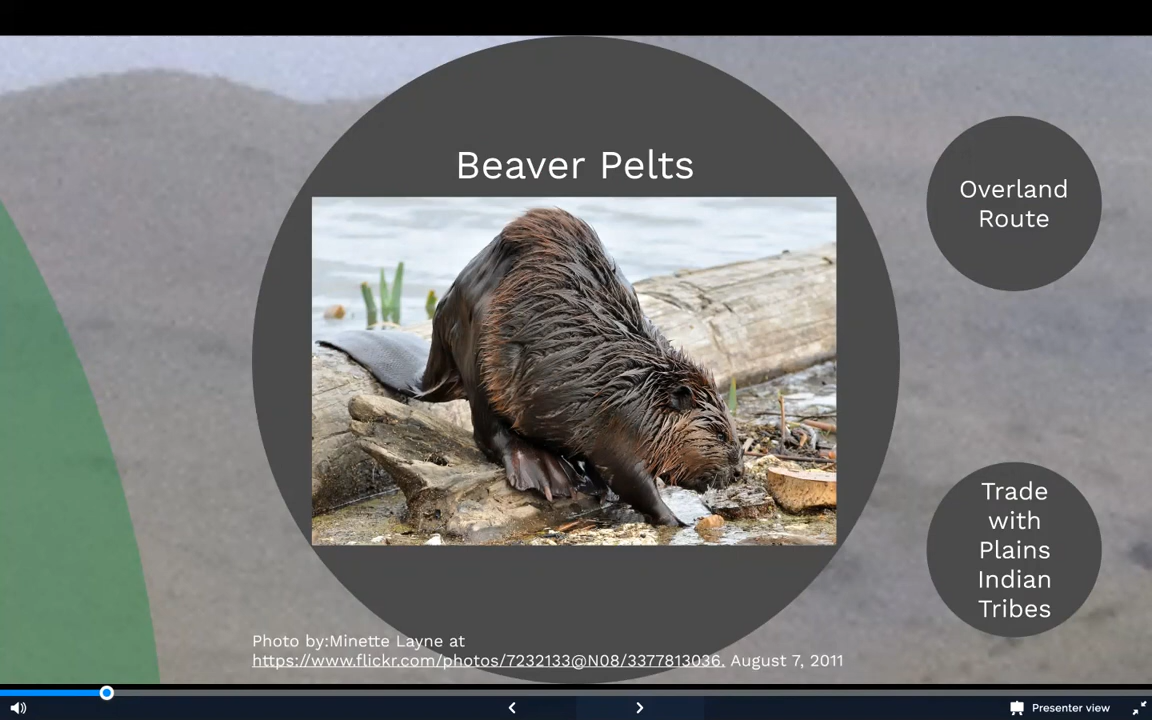 Beaver Pelts
Overland
Route
Trade
with
Plains
Indian
Tribes
Photo by:Minette Layne at
https://www.flickr.com/photos/7232133@N08/3377813036. August 7, 2011
Presenter view